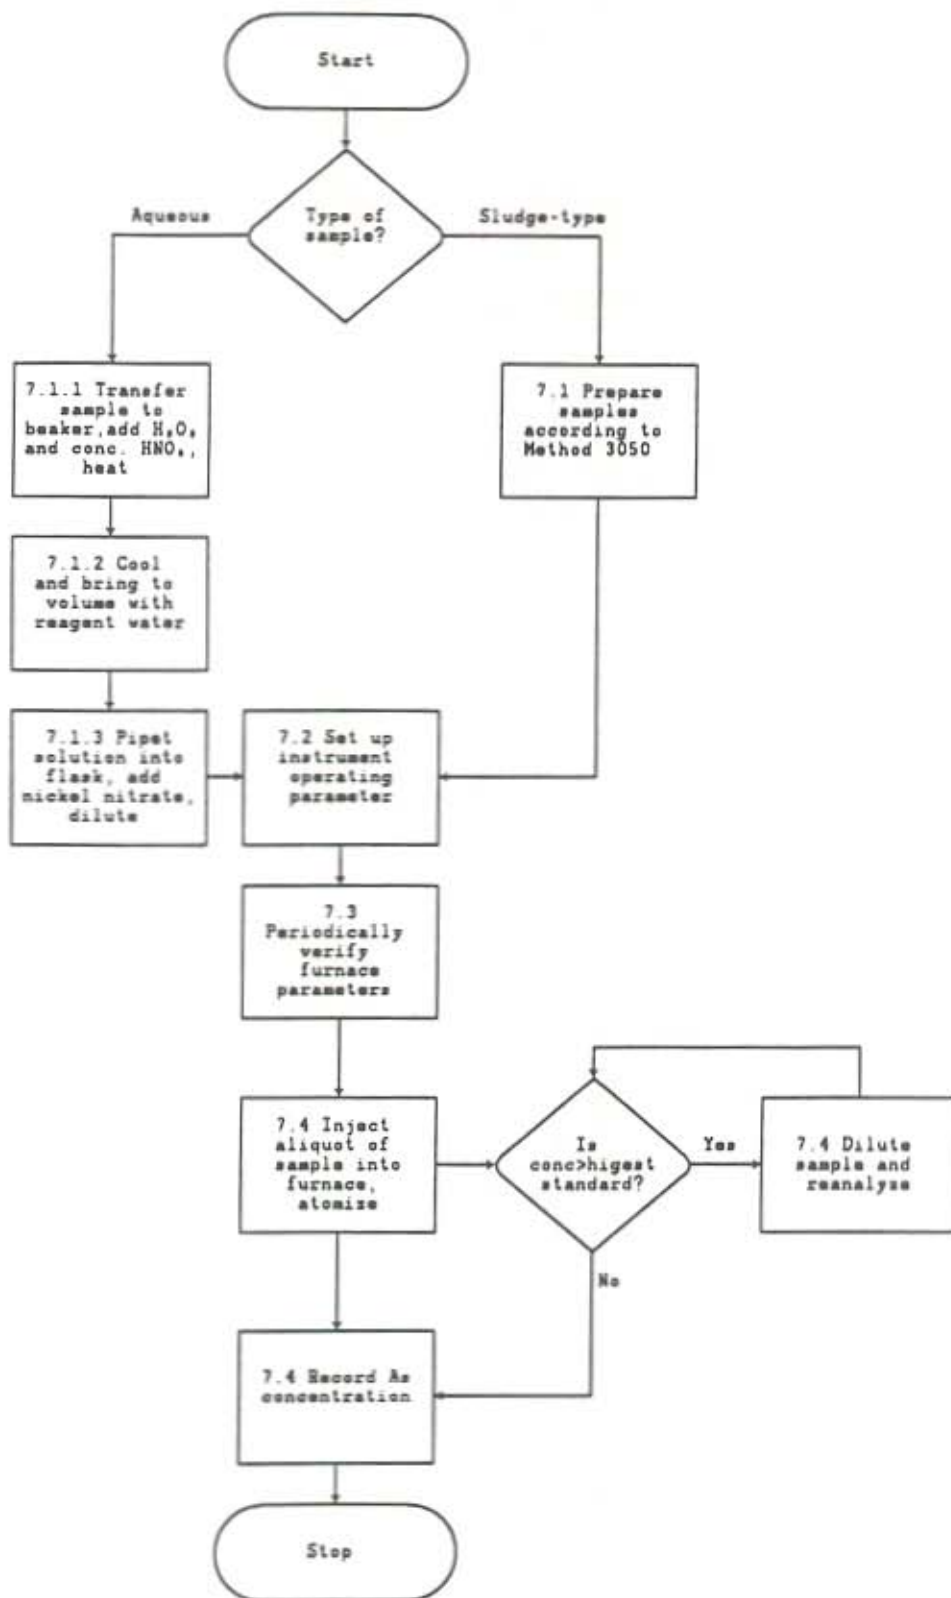 Start
Type of
sample?
Aqueous
Sludge-type
7.1.1 Transfer
sample to
beaker,add H₂O₂
and conc. HNO₃,
heat
7.1 Prepare
samples
according to
Method 3050
7.1.2 Cool
and bring to
volume with
reagent water
7.1.3 Pipet
solution into
flask, add
nickel nitrate,
dilute
7.2 Set up
instrument
operating
parameter
7.3
Periodically
verify
furnace
parameters
7.4 Inject
aliquot of
sample into
furnace,
atomize
Is
conc>higest
standard?
Yes
7.4 Dilute
sample and
reanalyze
No
7.4 Record As
concentration
Stop